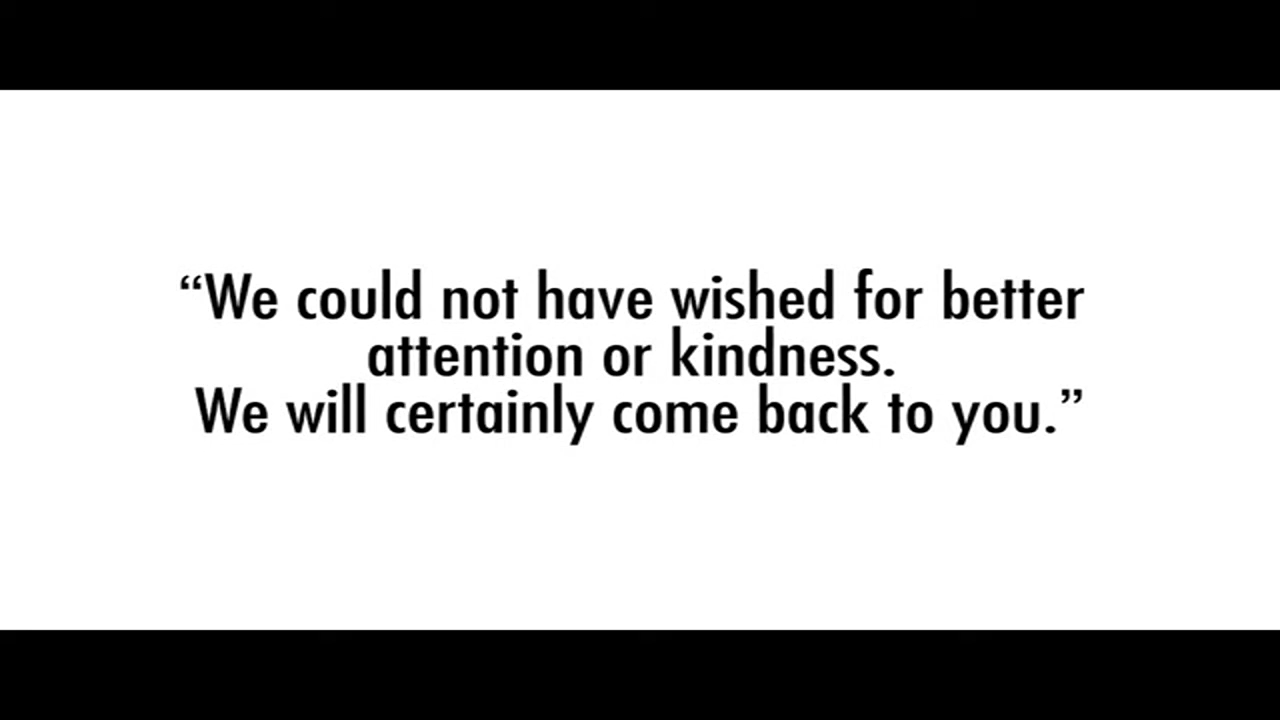 “We could not have wished for better
attention or kindness.
We will certainly come back to you.”